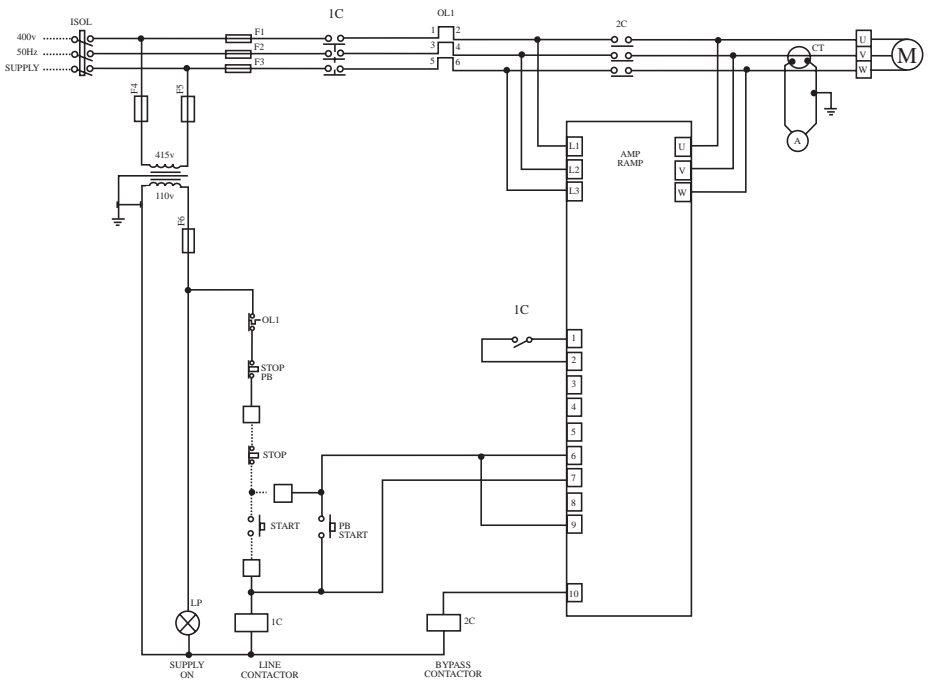 ISOL
1C
OL1
2C
400v
50Hz
SUPPLY
F1
F2
F3
1
2
3
4
5
6
CT
U
V
W
M
A
F4
F5
415v
110v
F6
L1
L2
L3
AMP
RAMP
U
V
W
OL1
STOP
PB
STOP
START
PB
START
1C
1
2
3
4
5
6
7
8
9
10
LP
1C
2C
SUPPLY
ON
LINE
CONTACTOR
BYPASS
CONTACTOR